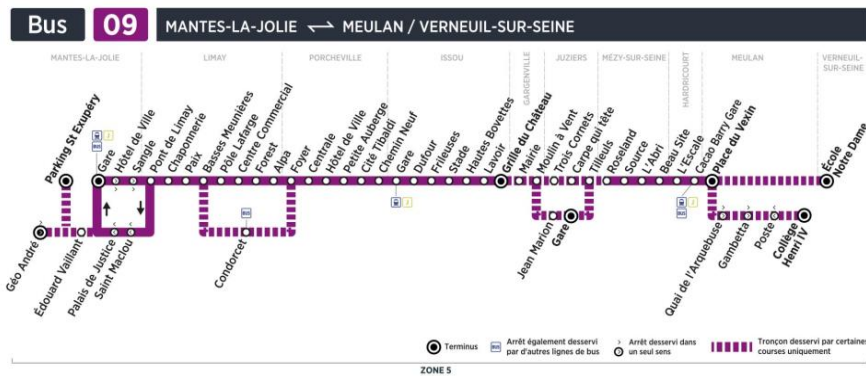 Bus 09 MANTES-LA-JOLIE MEULAN / VERNEUIL-SUR-SEINE
MANTES-LA-JOLIE
LIMAY
PORCHEVILLE
ISSOU
GARGENVILLE
JUZIERS
MÉZY-SUR-SEINE
HARDRICOURT
MEULAN
VERNEUIL-
SUR-SEINE
Parking St Exupéry
Gare
Hôtel de Ville
Sangle
Pont de Limay
Chaponnerie
Paix
Basses Meunières
Pôle Lafarge
Centre Commercial
Forest
Alpa
Foyer
Centrale
Hôtel de Ville
Petite Auberge
Cité Tibaldi
Chemin Neuf
Gare
Dufour
Frileuses
Stade
Hautes Bovettes
Lavoir
Grille du Château
Mairie
Moulin à Vent
Trois Cornets
Carpe qui tète
Tilleuls
Roseland
Source
L'Abri
Beau Site
L'Escale
Cacao Barry Gare
Place du Vexin
École
Notre Dame
BUS J
BUS
J
BUS J
Géo André
Édouard Vaillant
Palais de Justice
Saint Maclou
Condorcet
Jean Marion
Gare
Quai de l'Arquebuse
Gambetta
Poste
Collège
Henri IV
Terminus
BUS
Arrêt également desservi
par d'autres lignes de bus
Arrêt desservi dans
un seul sens
Tronçon desservi par certaine
courses uniquement
ZONE 5